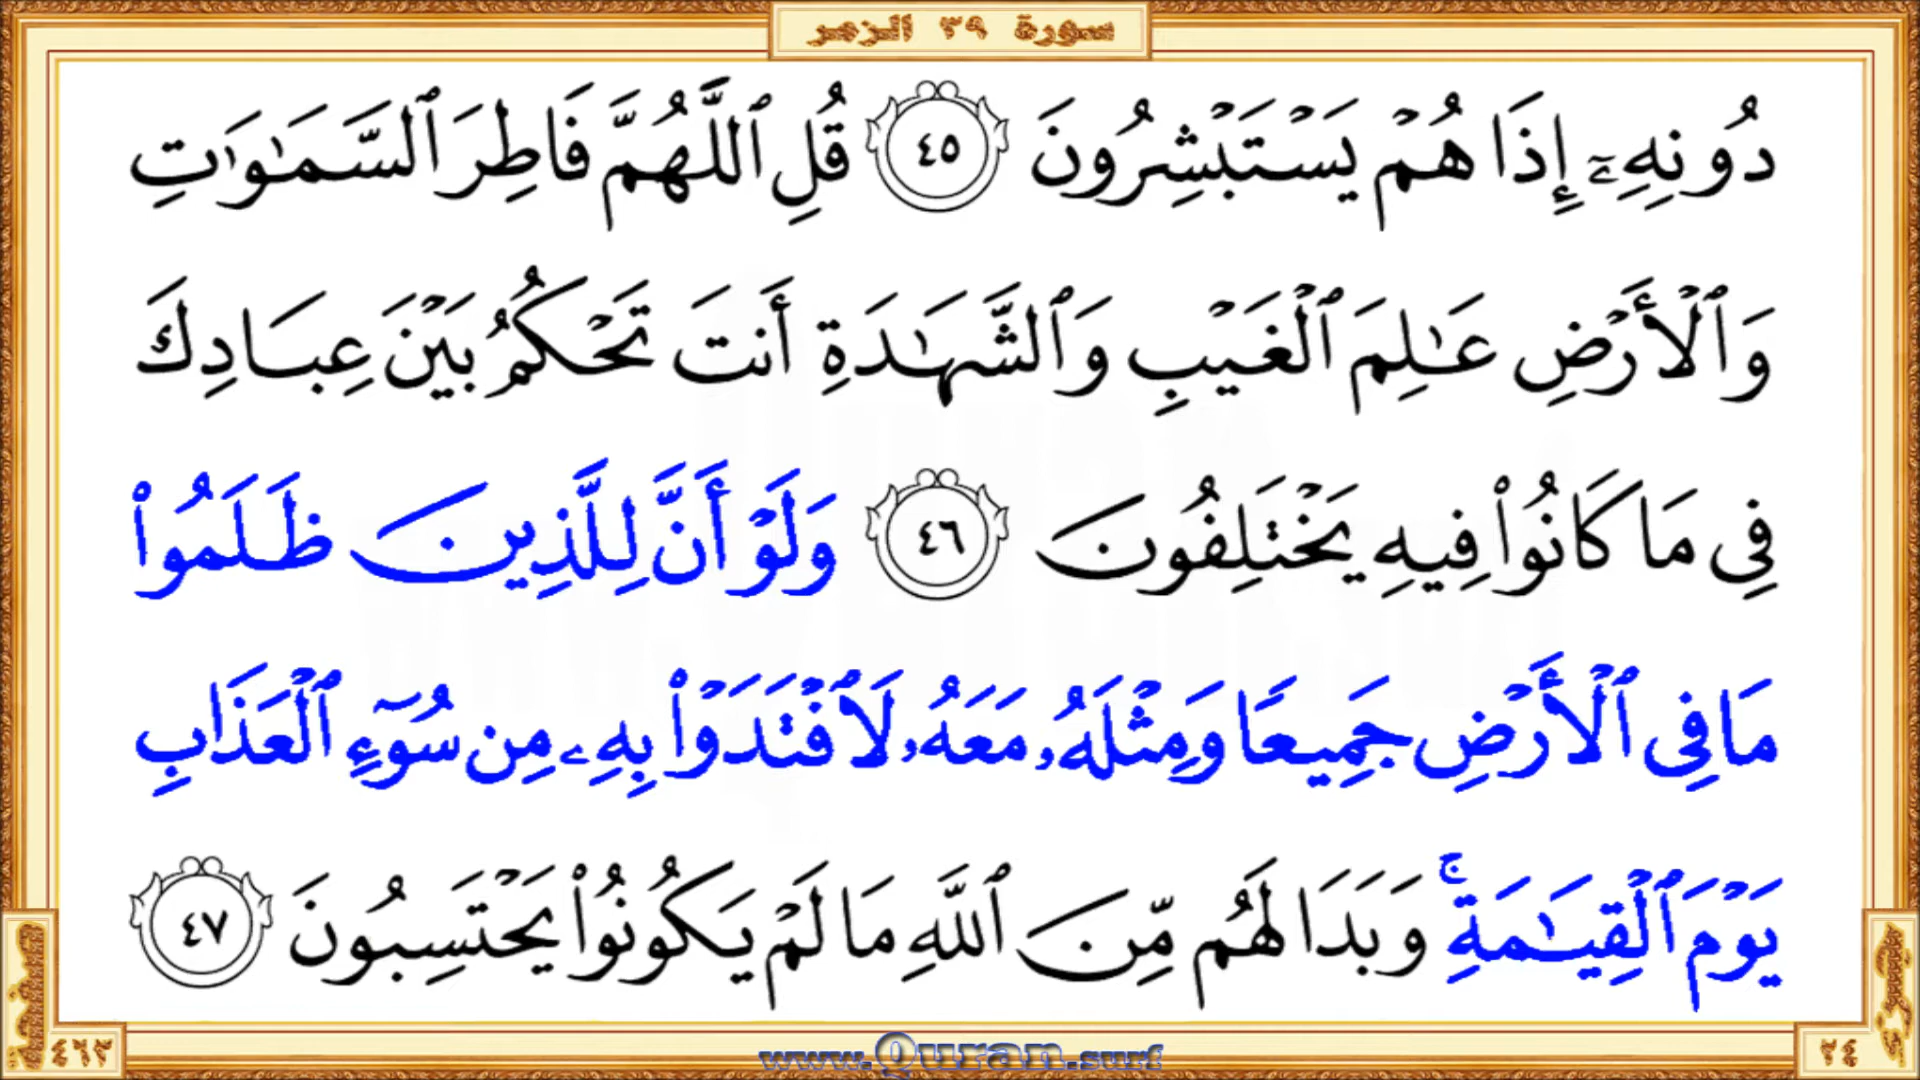 سورة ٣٩ الزمر
دُونِهِۦٓ إِذَا هُمْ يَسْتَبْشِرُونَ ٤٥ قُلِ ٱللَّهُمَّ فَاطِرَ ٱلسَّمَٰوَٰتِ
وَٱلْأَرْضِ عَٰلِمَ ٱلْغَيْبِ وَٱلشَّهَٰدَةِ أَنتَ تَحْكُمُ بَيْنَ عِبَادِكَ
فِى مَا كَانُوا۟ فِيهِ يَخْتَلِفُونَ ٤٦ وَلَوْ أَنَّ لِلَّذِينَ ظَلَمُوا۟
مَا فِى ٱلْأَرْضِ جَمِيعًا وَمِثْلَهُۥ مَعَهُۥ لَٱفْتَدَوْا۟ بِهِۦ مِن سُوٓءِ ٱلْعَذَابِ
يَوْمَ ٱلْقِيَٰمَةِ ۚ وَبَدَا لَهُم مِّنَ ٱللَّهِ مَا لَمْ يَكُونُوا۟ يَحْتَسِبُونَ ٤٧
صفحة ٤٦٣
www.Quran.surf
٢٤